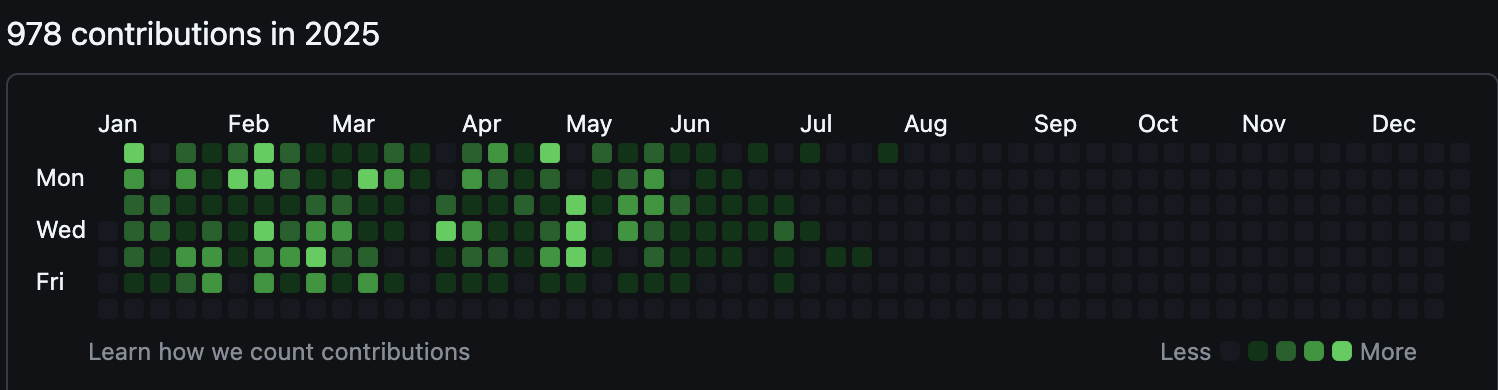 978 contributions in 2025
Jan Feb Mar Apr May Jun Jul Aug Sep Oct Nov Dec
Mon
Wed
Fri
Learn how we count contributions Less More